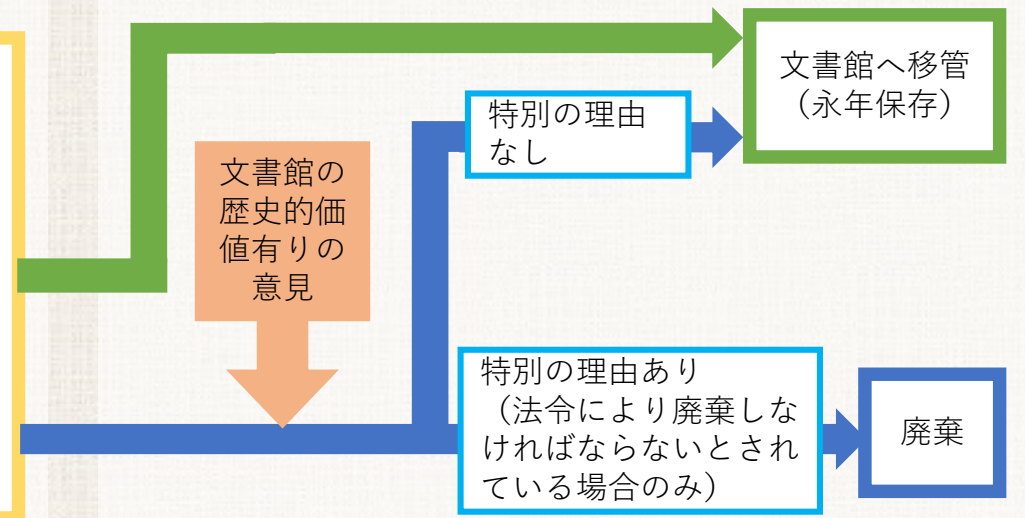 文書館へ移管
（永年保存）
特別の理由
なし
文書館の
歴史的価
値有りの
意見
特別の理由あり
（法令により廃棄しな
ければならないとされ
ている場合のみ）
廃棄